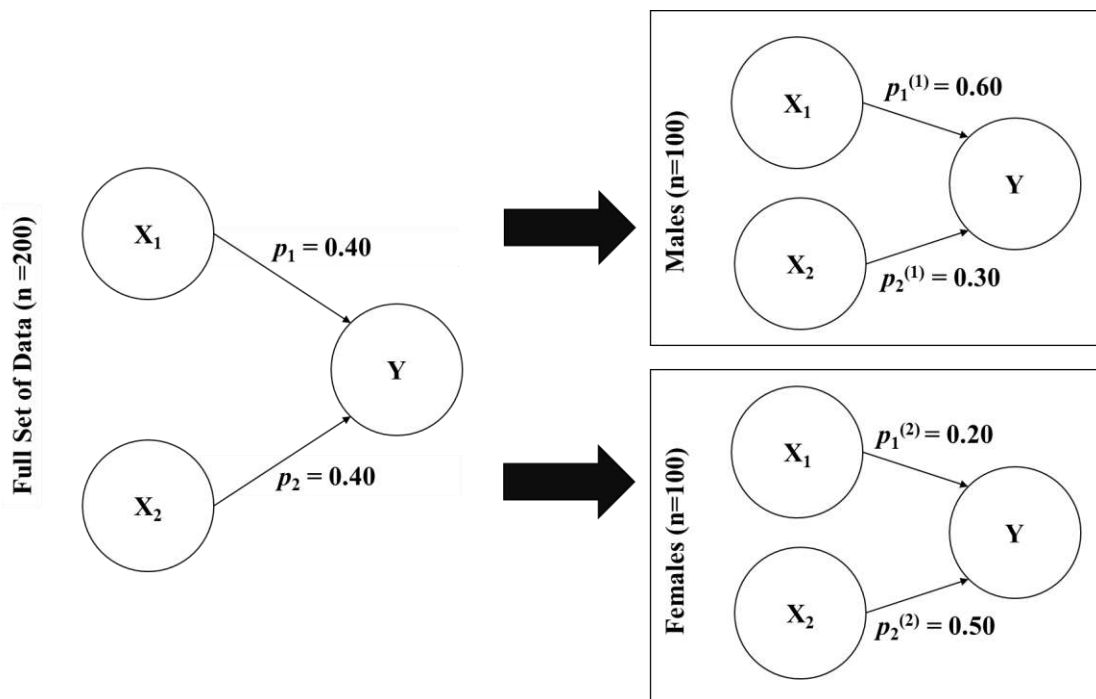 Full Set of Data (n =200)
X₁
p₁ = 0.40
Y
X₂
p₂ = 0.40
Males (n=100)
X₁
p₁⁽¹⁾ = 0.60
Y
X₂
p₂⁽¹⁾ = 0.30
Females (n=100)
X₁
p₁⁽²⁾ = 0.20
Y
X₂
p₂⁽²⁾ = 0.50